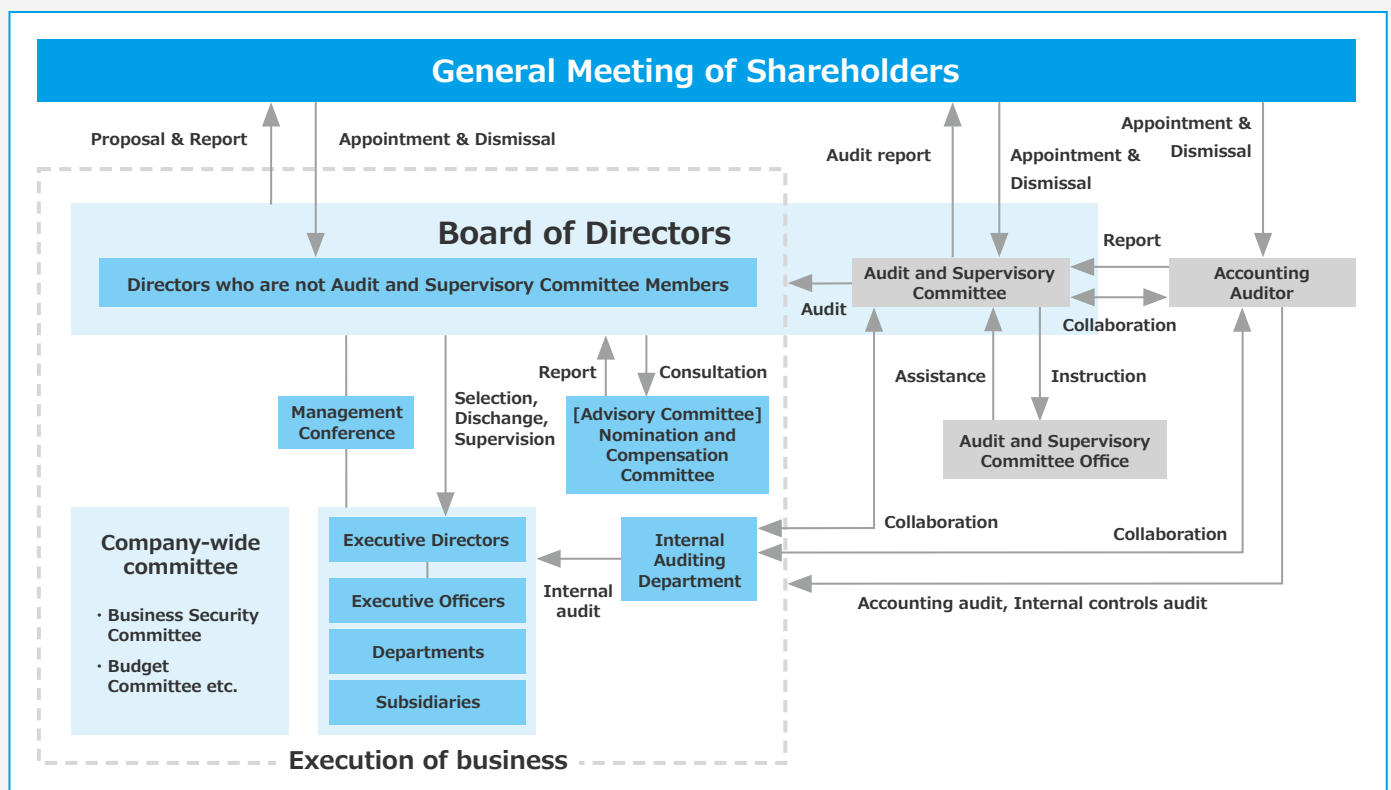 General Meeting of Shareholders
Proposal & Report
Appointment & Dismissal
Audit report
Appointment &
Dismissal
Appointment &
Dismissal
Board of Directors
Directors who are not Audit and Supervisory Committee Members
Audit
Audit and Supervisory
Committee
Report
Collaboration
Accounting
Auditor
Management
Conference
Selection,
Dischange,
Supervision
Report
Consultation
[Advisory Committee]
Nomination and
Compensation
Committee
Assistance
Instruction
Audit and Supervisory
Committee Office
Company-wide
committee
· Business Security
Committee
· Budget
Committee etc.
Executive Directors
Executive Officers
Departments
Subsidiaries
Internal
audit
Internal
Auditing
Department
Collaboration
Collaboration
Accounting audit, Internal controls audit
Execution of business